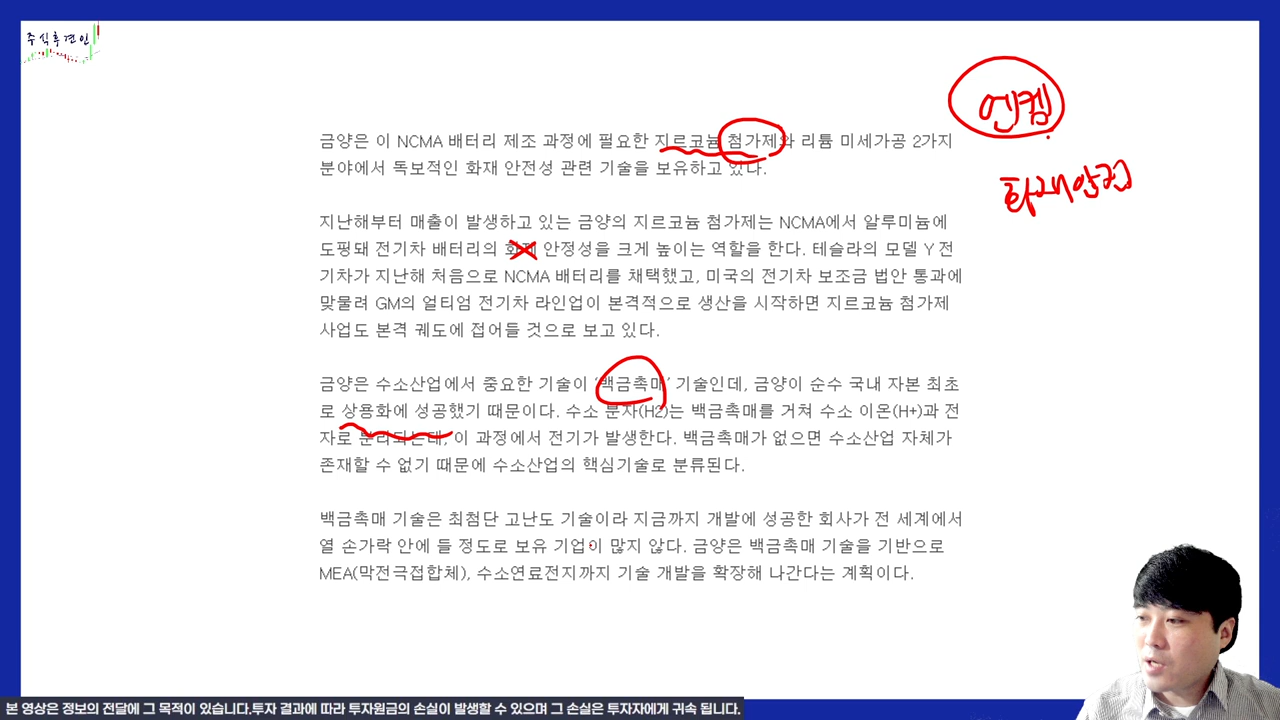 주식후견인
엔켐
화재안전
금양은 이 NCMA 배터리 제조 과정에 필요한 지르코늄 첨가제와 리튬 미세가공 2가지
분야에서 독보적인 화재 안전성 관련 기술을 보유하고 있다.
지난해부터 매출이 발생하고 있는 금양의 지르코늄 첨가제는 NCMA에서 알루미늄에
도핑돼 전기차 배터리의 화재 안정성을 크게 높이는 역할을 한다. 테슬라의 모델 Y 전
기차가 지난해 처음으로 NCMA 배터리를 채택했고, 미국의 전기차 보조금 법안 통과에
맞물려 GM의 얼티엄 전기차 라인업이 본격적으로 생산을 시작하면 지르코늄 첨가제
사업도 본격 궤도에 접어들 것으로 보고 있다.
금양은 수소산업에서 중요한 기술이 '백금촉매' 기술인데, 금양이 순수 국내 자본 최초
로 상용화에 성공했기 때문이다. 수소 분자(H2)는 백금촉매를 거쳐 수소 이온(H+)과 전
자로 분리되는데, 이 과정에서 전기가 발생한다. 백금촉매가 없으면 수소산업 자체가
존재할 수 없기 때문에 수소산업의 핵심기술로 분류된다.
백금촉매 기술은 최첨단 고난도 기술이라 지금까지 개발에 성공한 회사가 전 세계에서
열 손가락 안에 들 정도로 보유 기업이 많지 않다. 금양은 백금촉매 기술을 기반으로
MEA(막전극접합체), 수소연료전지까지 기술 개발을 확장해 나간다는 계획이다.
본 영상은 정보의 전달에 그 목적이 있습니다.투자 결과에 따라 투자원금의 손실이 발생할 수 있으며 그 손실은 투자자에게 귀속 됩니다.